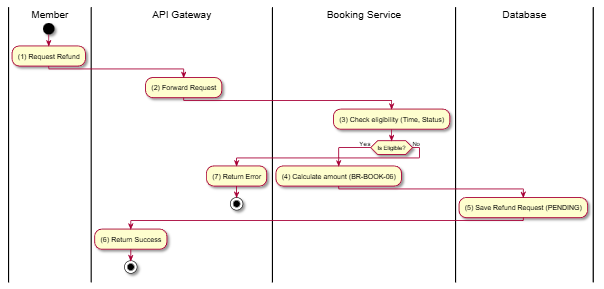 Member
API Gateway
Booking Service
Database
(1) Request Refund
(2) Forward Request
(3) Check eligibility (Time, Status)
Yes
Is Eligible?
No
(7) Return Error
(4) Calculate amount (BR-BOOK-06)
(5) Save Refund Request (PENDING)
(6) Return Success